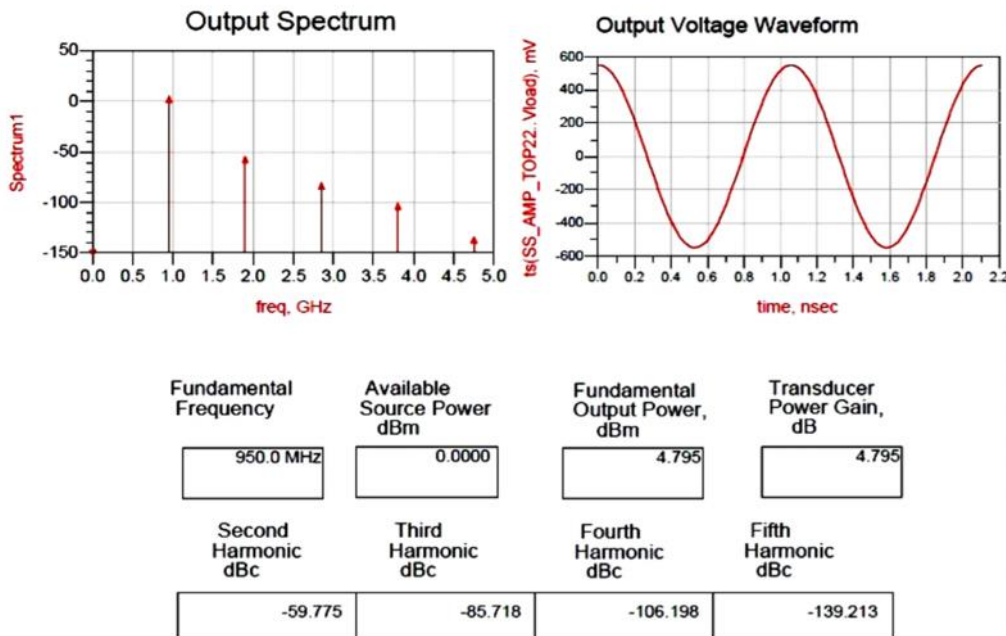 Output Spectrum
50
0
-50
-100
-150
Spectrum1
0.0 0.5 1.0 1.5 2.0 2.5 3.0 3.5 4.0 4.5 5.0
freq, GHz
Output Voltage Waveform
600
400
200
0
-200
-400
-600
ts(SS_AMP_TOP22..Vload), mV
0.0 0.2 0.4 0.6 0.8 1.0 1.2 1.4 1.6 1.8 2.0 2.2
time, nsec
Fundamental
Frequency
950.0 MHz
Available
Source Power
dBm
0.0000
Fundamental
Output Power,
dBm
4.795
Transducer
Power Gain,
dB
4.795
Second
Harmonic
dBc
-59.775
Third
Harmonic
dBc
-85.718
Fourth
Harmonic
dBc
-106.198
Fifth
Harmonic
dBc
-139.213